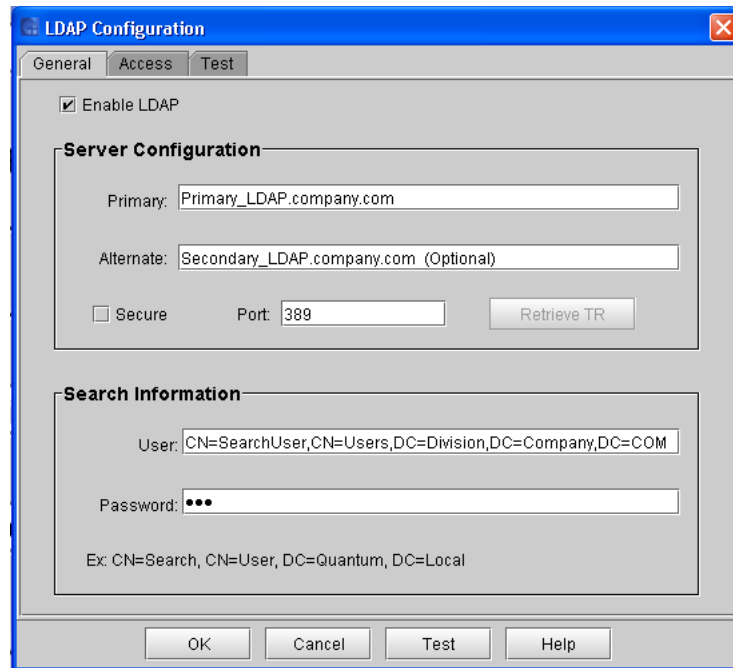 LDAP Configuration
General Access Test
Enable LDAP
Server Configuration
Primary: Primary_LDAP.company.com
Alternate: Secondary_LDAP.company.com (Optional)
Secure Port: 389 Retrieve TR
Search Information
User: CN=SearchUser,CN=Users,DC=Division,DC=Company,DC=COM
Password: •••
Ex: CN=Search, CN=User, DC=Quantum, DC=Local
OK Cancel Test Help